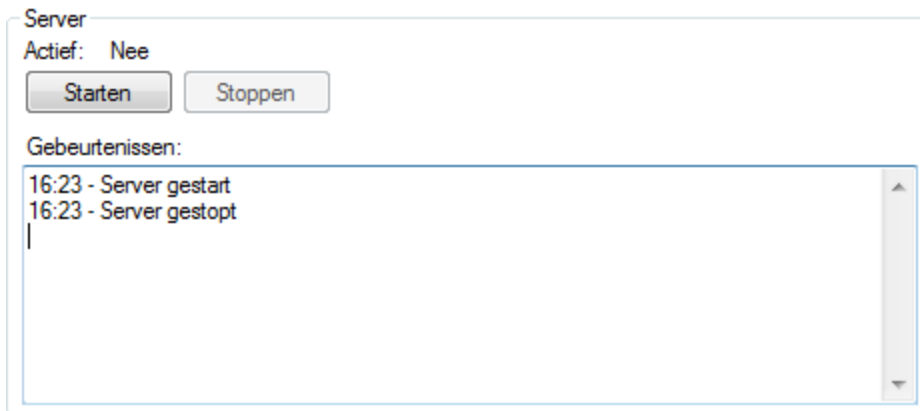 Server
Actief: Nee
Starten Stoppen
Gebeurtenissen:
16:23 - Server gestart
16:23 - Server gestopt